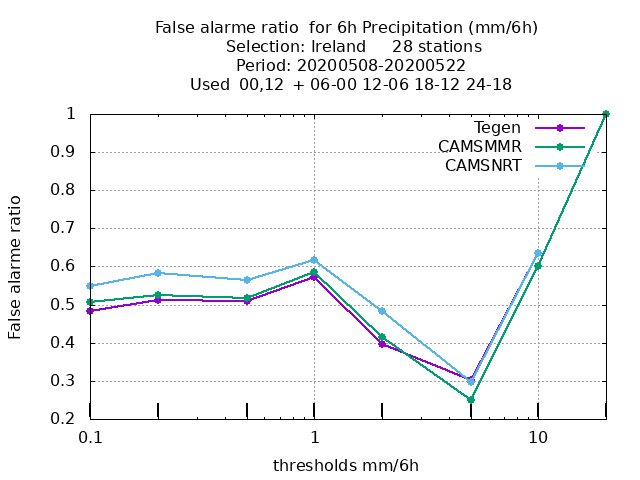 False alarme ratio  for 6h Precipitation (mm/6h)
Selection: Ireland     28 stations
Period: 20200508-20200522
Used  00,12  + 06-00 12-06 18-12 24-18
1
0.9
0.8
0.7
0.6
0.5
0.4
0.3
0.2
False alarme ratio
Tegen
CAMSMMR
CAMSNRT
0.1 1 10
thresholds mm/6h